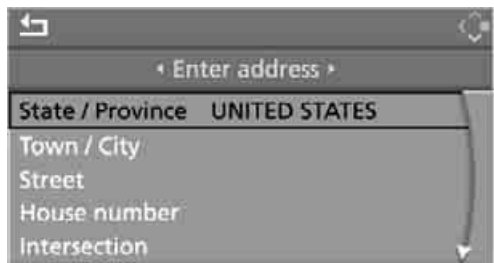 Enter address
State / Province UNITED STATES
Town / City
Street
House number
Intersection